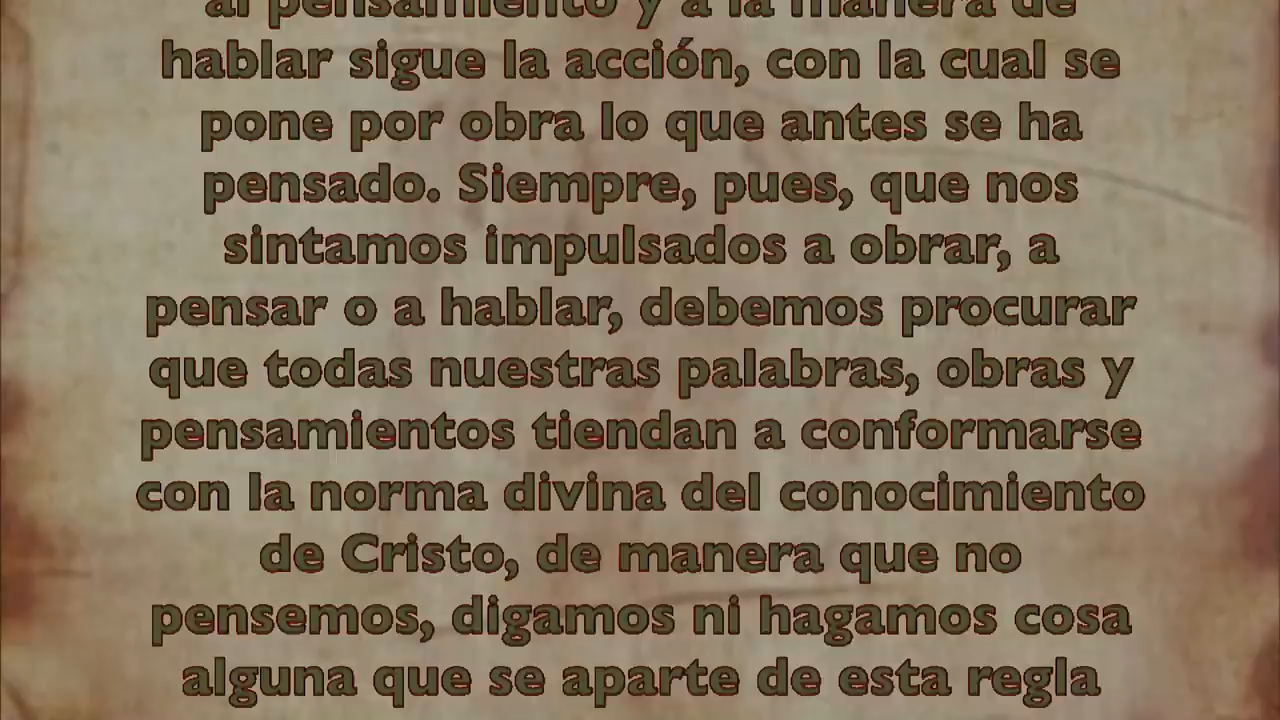 al pensamiento y a la manera de
hablar sigue la acción, con la cual se
pone por obra lo que antes se ha
pensado. Siempre, pues, que nos
sintamos impulsados a obrar, a
pensar o a hablar, debemos procurar
que todas nuestras palabras, obras y
pensamientos tiendan a conformarse
con la norma divina del conocimiento
de Cristo, de manera que no
pensemos, digamos ni hagamos cosa
alguna que se aparte de esta regla